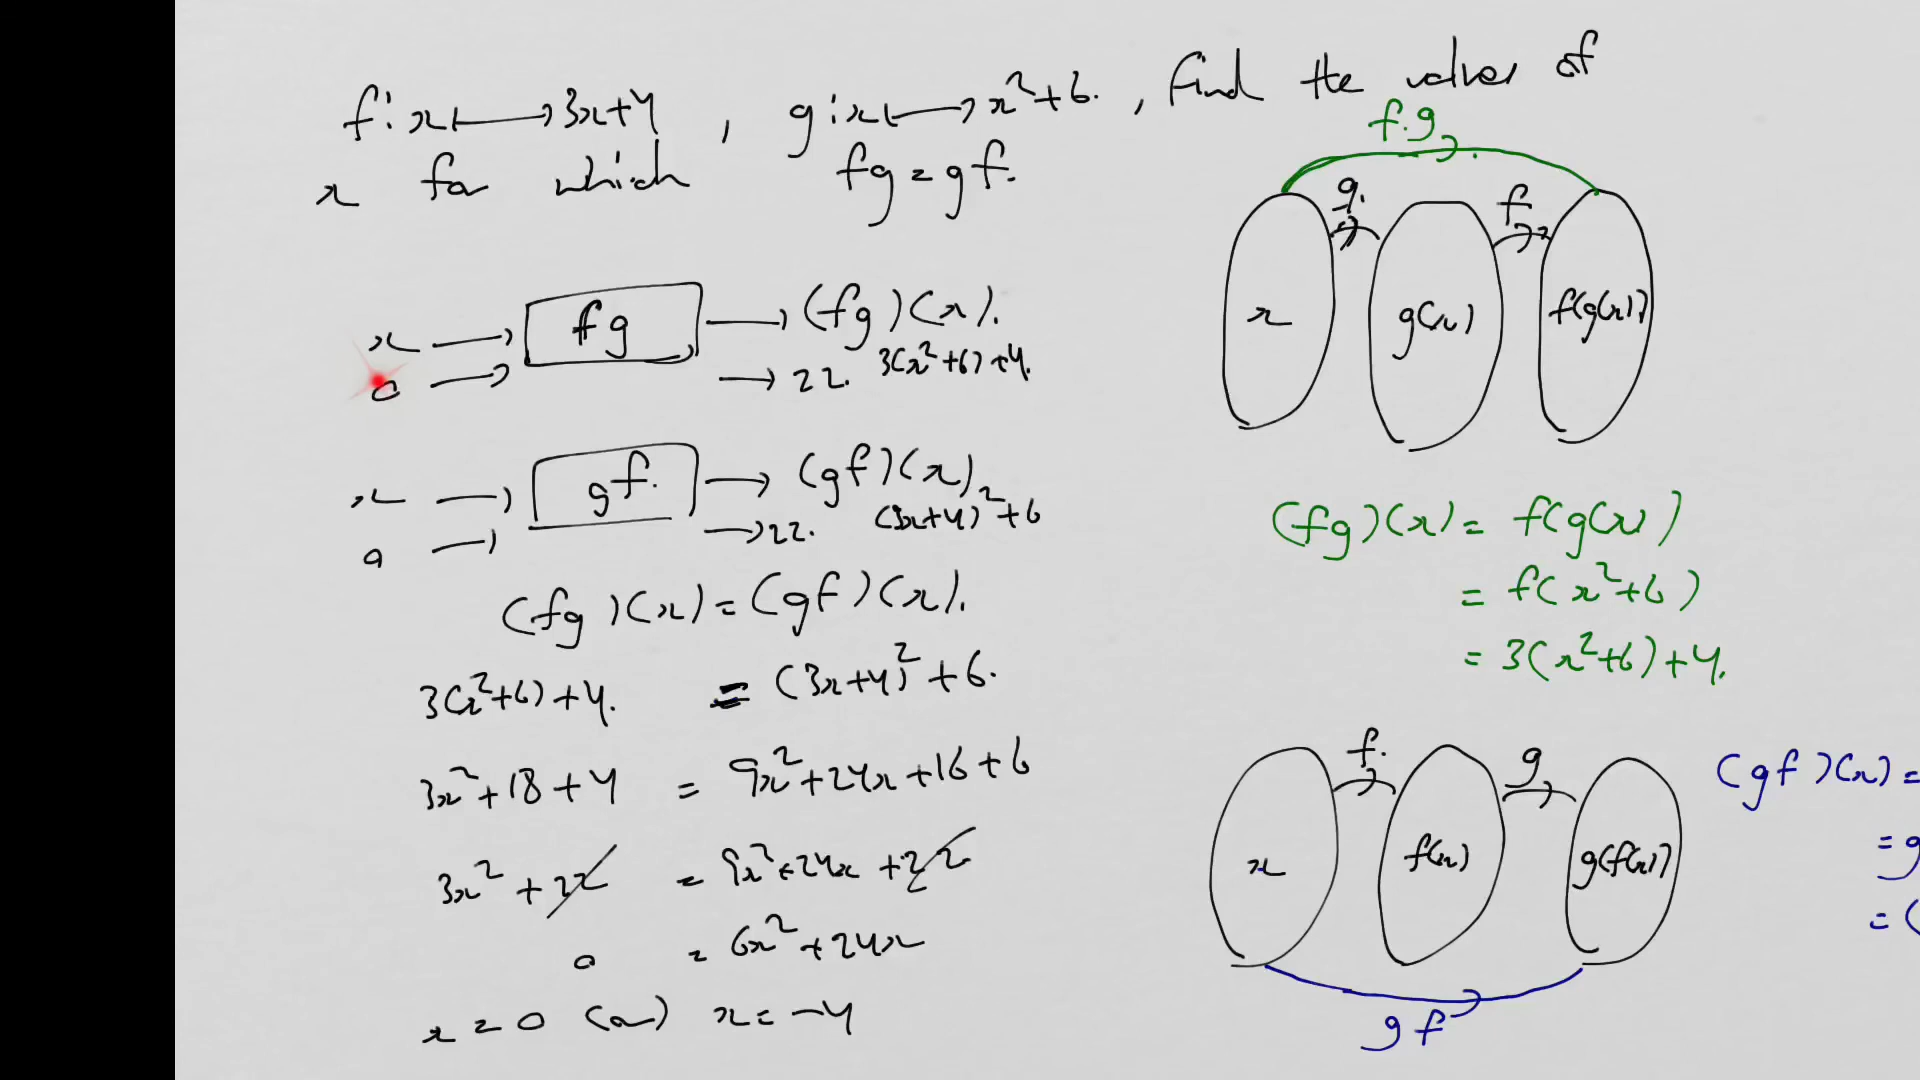 f : x ⟼ 3x+4 , g : x ⟼ x²+6. , find the values of
x for which fg = gf.
f.g
g. f
x g(x) f(g(x))
x → fg → (fg)(x).
3(x²+6)+4.
0 → → 22.
x → gf. → (gf)(x)
(3x+4)²+6
0 → → 22.
(fg)(x) = (gf)(x).
3(x²+6)+4. = (3x+4)²+6.
3x²+18+4 = 9x²+24x+16+6
3x²+22 = 9x²+24x+22
0 = 6x²+24x
x = 0 (or) x = -4
(fg)(x) = f(g(x))
= f(x²+6)
= 3(x²+6)+4.
f. g
x f(x) g(f(x))
gf
(gf)(x) =
= g
= (